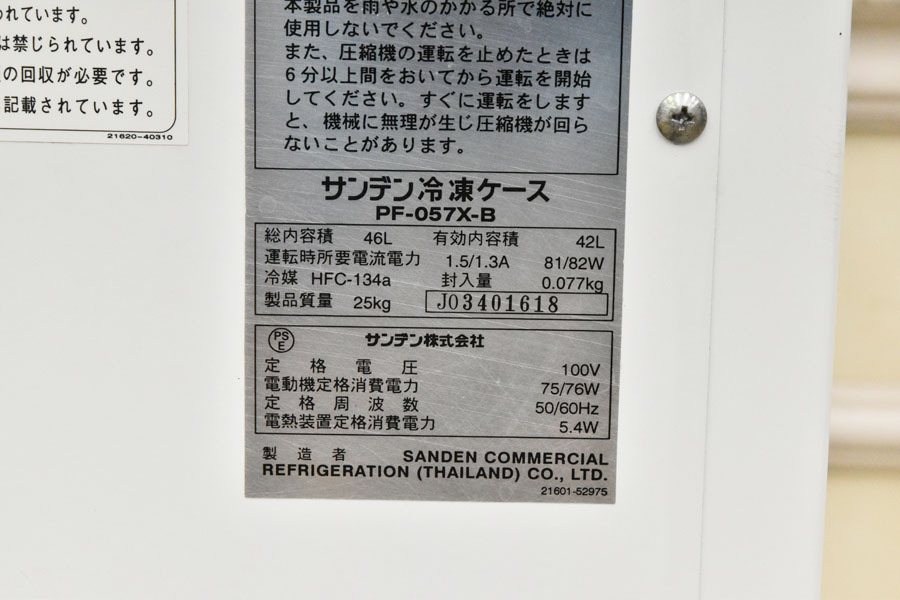 われています。
は禁じられています。
の回収が必要です。
記載されています。
21620-40310
本製品を雨や水のかかる所で絶対に
使用しないでください。
また、圧縮機の運転を止めたときは
6分以上間をおいてから運転を開始
してください。すぐに運転をします
と、機械に無理が生じ圧縮機が回ら
ないことがあります。
サンデン冷凍ケース
PF-057X-B
総内容積 46L 有効内容積 42L
運転時所要電流電力 1.5/1.3A 81/82W
冷媒 HFC-134a 封入量 0.077kg
製品質量 25kg J03401618
PSE サンデン株式会社
定格電圧 100V
電動機定格消費電力 75/76W
定格周波数 50/60Hz
電熱装置定格消費電力 5.4W
製造者 SANDEN COMMERCIAL
REFRIGERATION (THAILAND) CO., LTD.
21601-52975